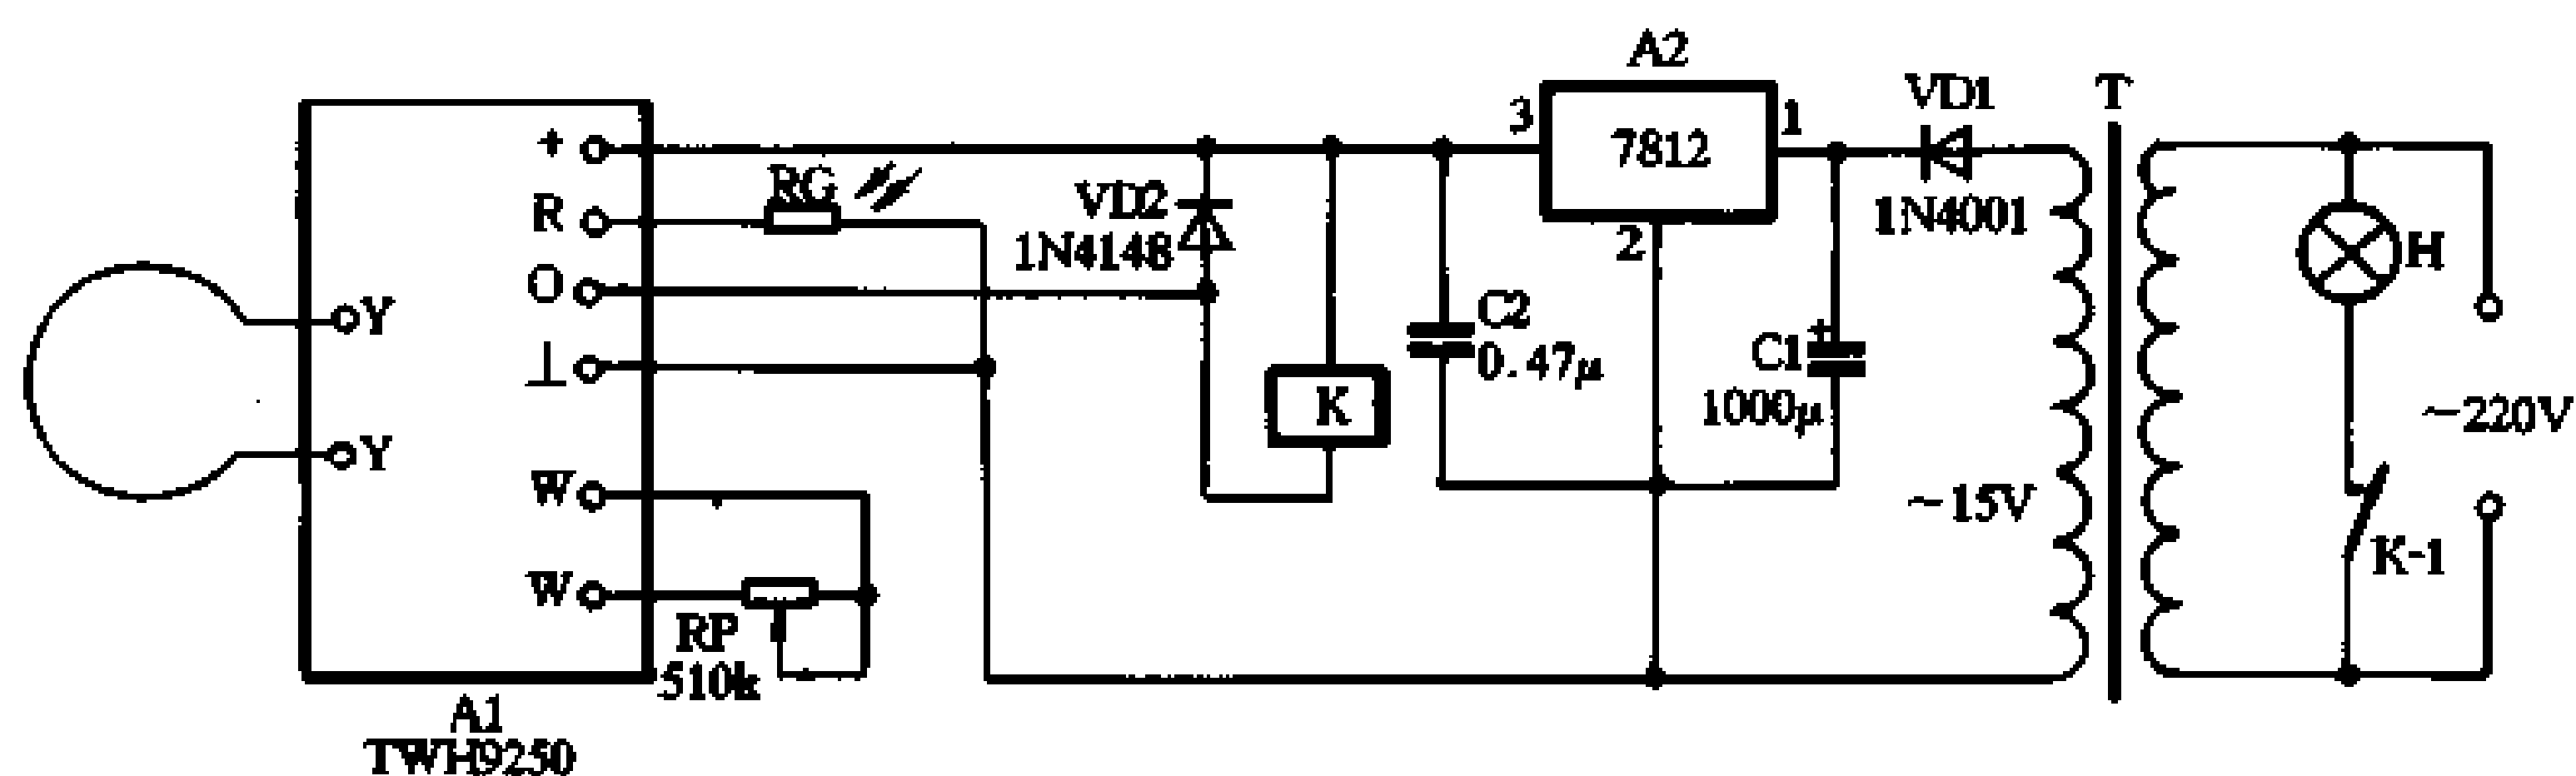 A2
7812
3
1
2
VD1
1N4001
T
+
R
O
⊥
W
W
Y
Y
RG
VD2
1N4148
K
C2
0.47μ
+
C1
1000μ
~15V
H
~220V
K-1
RP
510k
A1
TWH9250